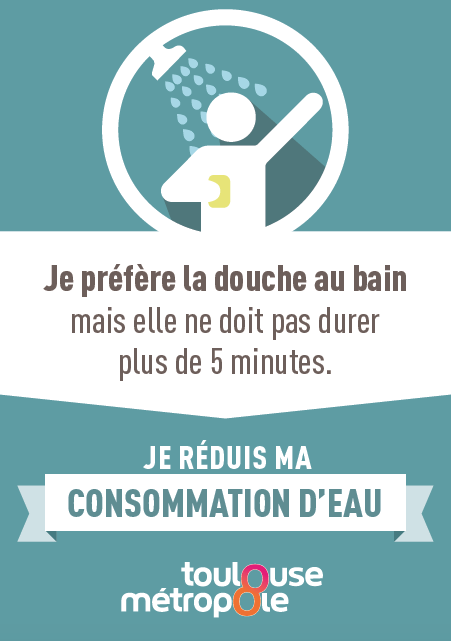 Je préfère la douche au bain
mais elle ne doit pas durer
plus de 5 minutes.
JE RÉDUIS MA
CONSOMMATION D'EAU
toulouse
métropole